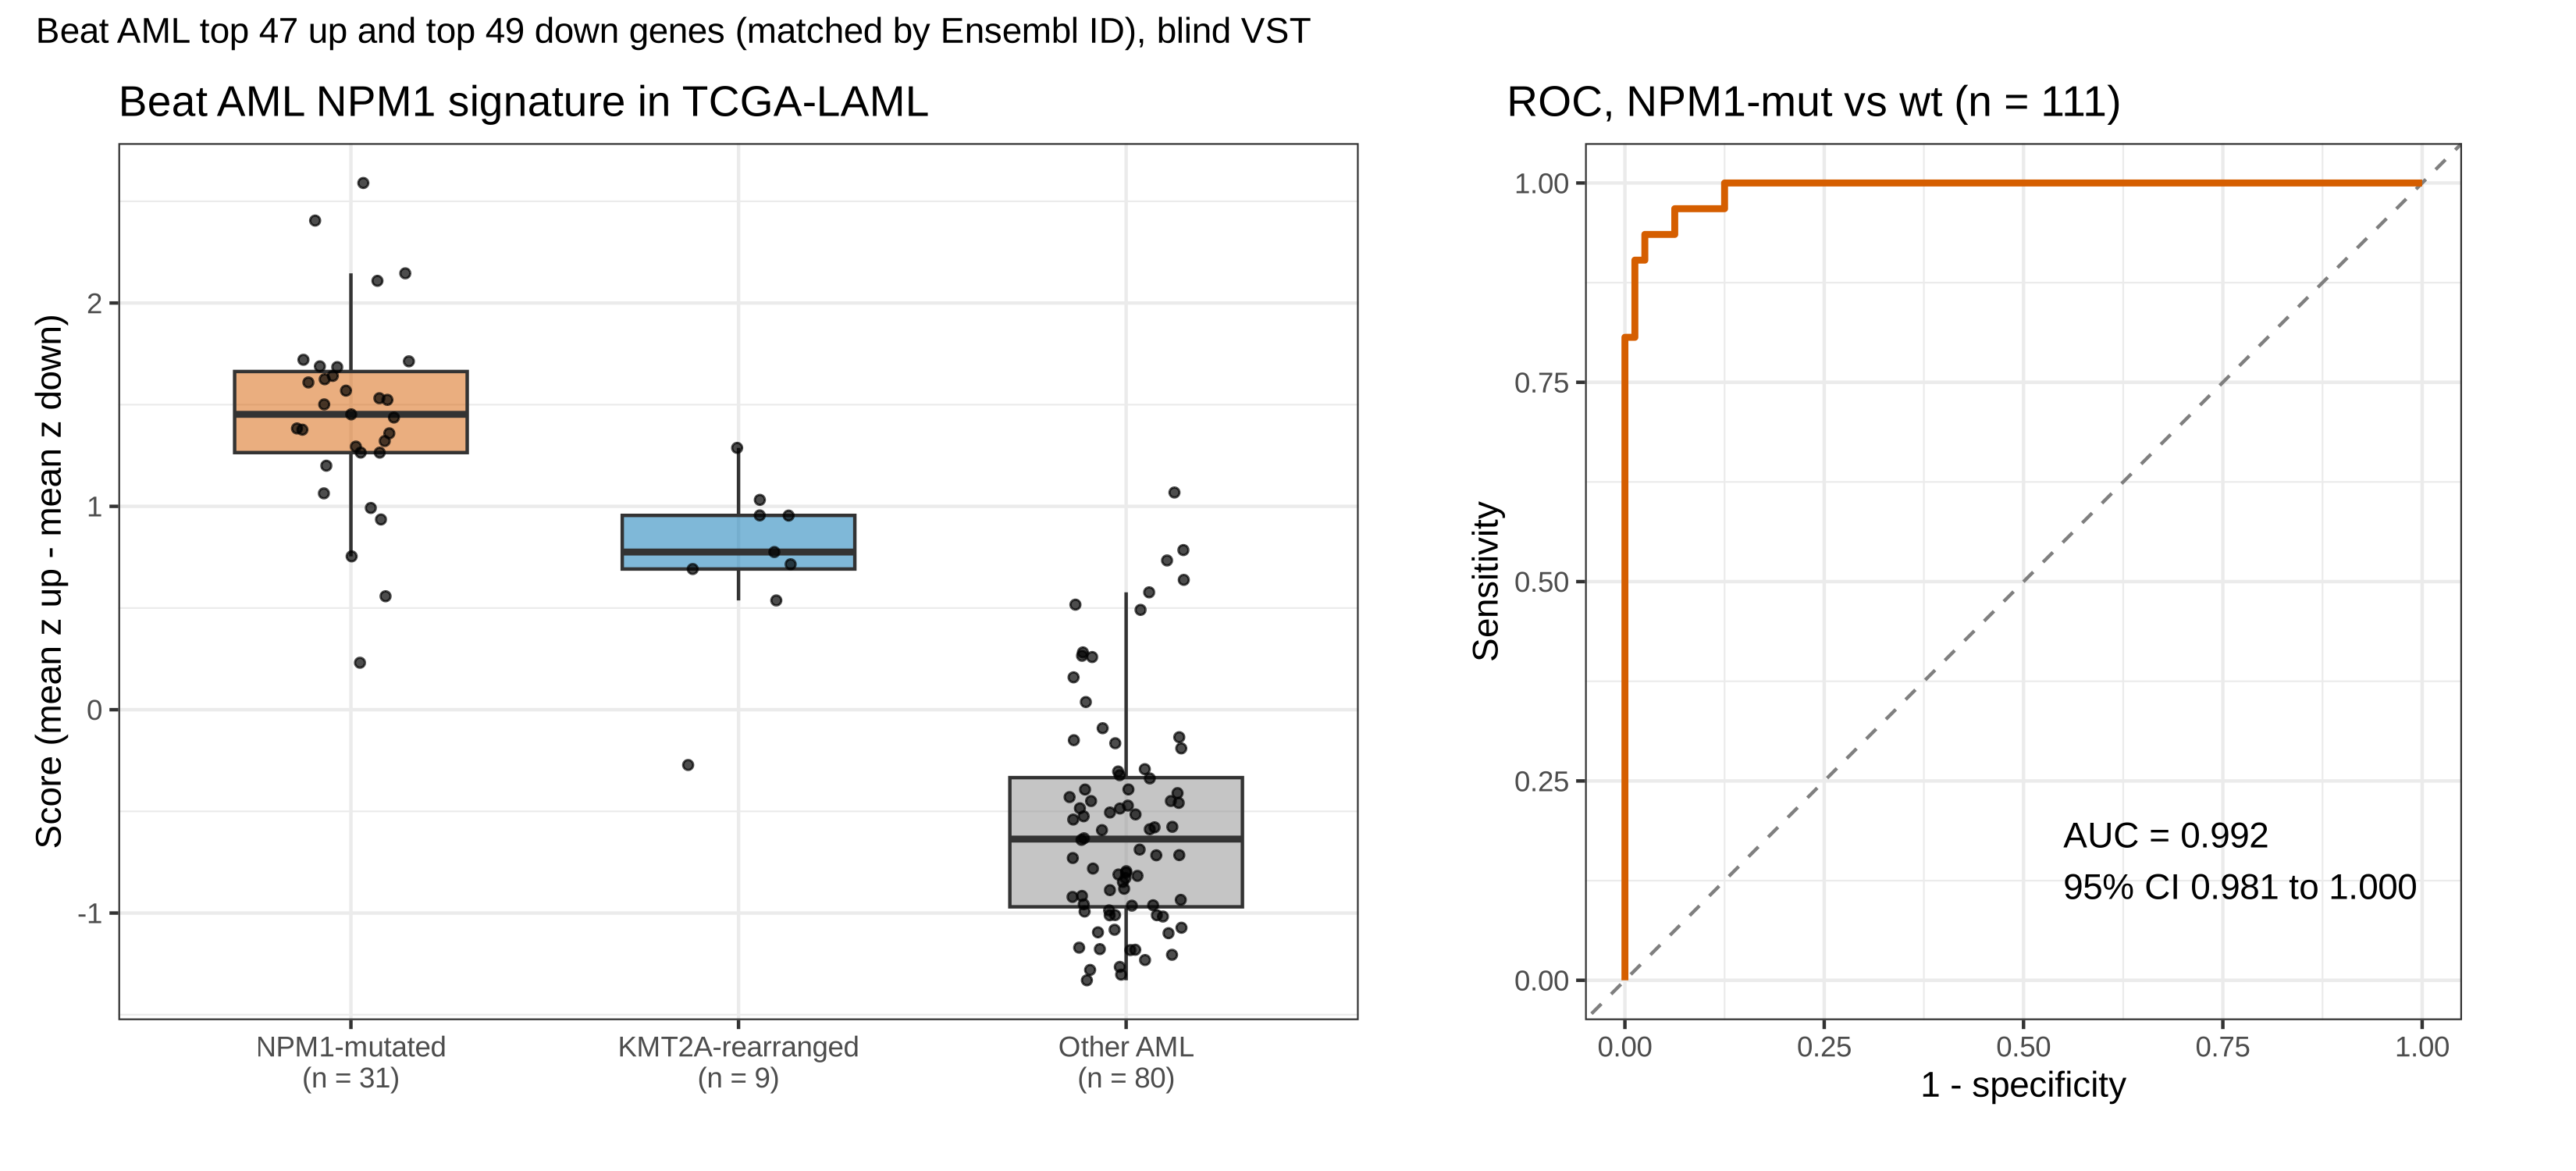 Beat AML top 47 up and top 49 down genes (matched by Ensembl ID), blind VST
Beat AML NPM1 signature in TCGA-LAML
Score (mean z up - mean z down)
2
1
0
-1
NPM1-mutated
(n = 31)
KMT2A-rearranged
(n = 9)
Other AML
(n = 80)
ROC, NPM1-mut vs wt (n = 111)
Sensitivity
1.00
0.75
0.50
0.25
0.00
AUC = 0.992
95% CI 0.981 to 1.000
0.00
0.25
0.50
0.75
1.00
1 - specificity